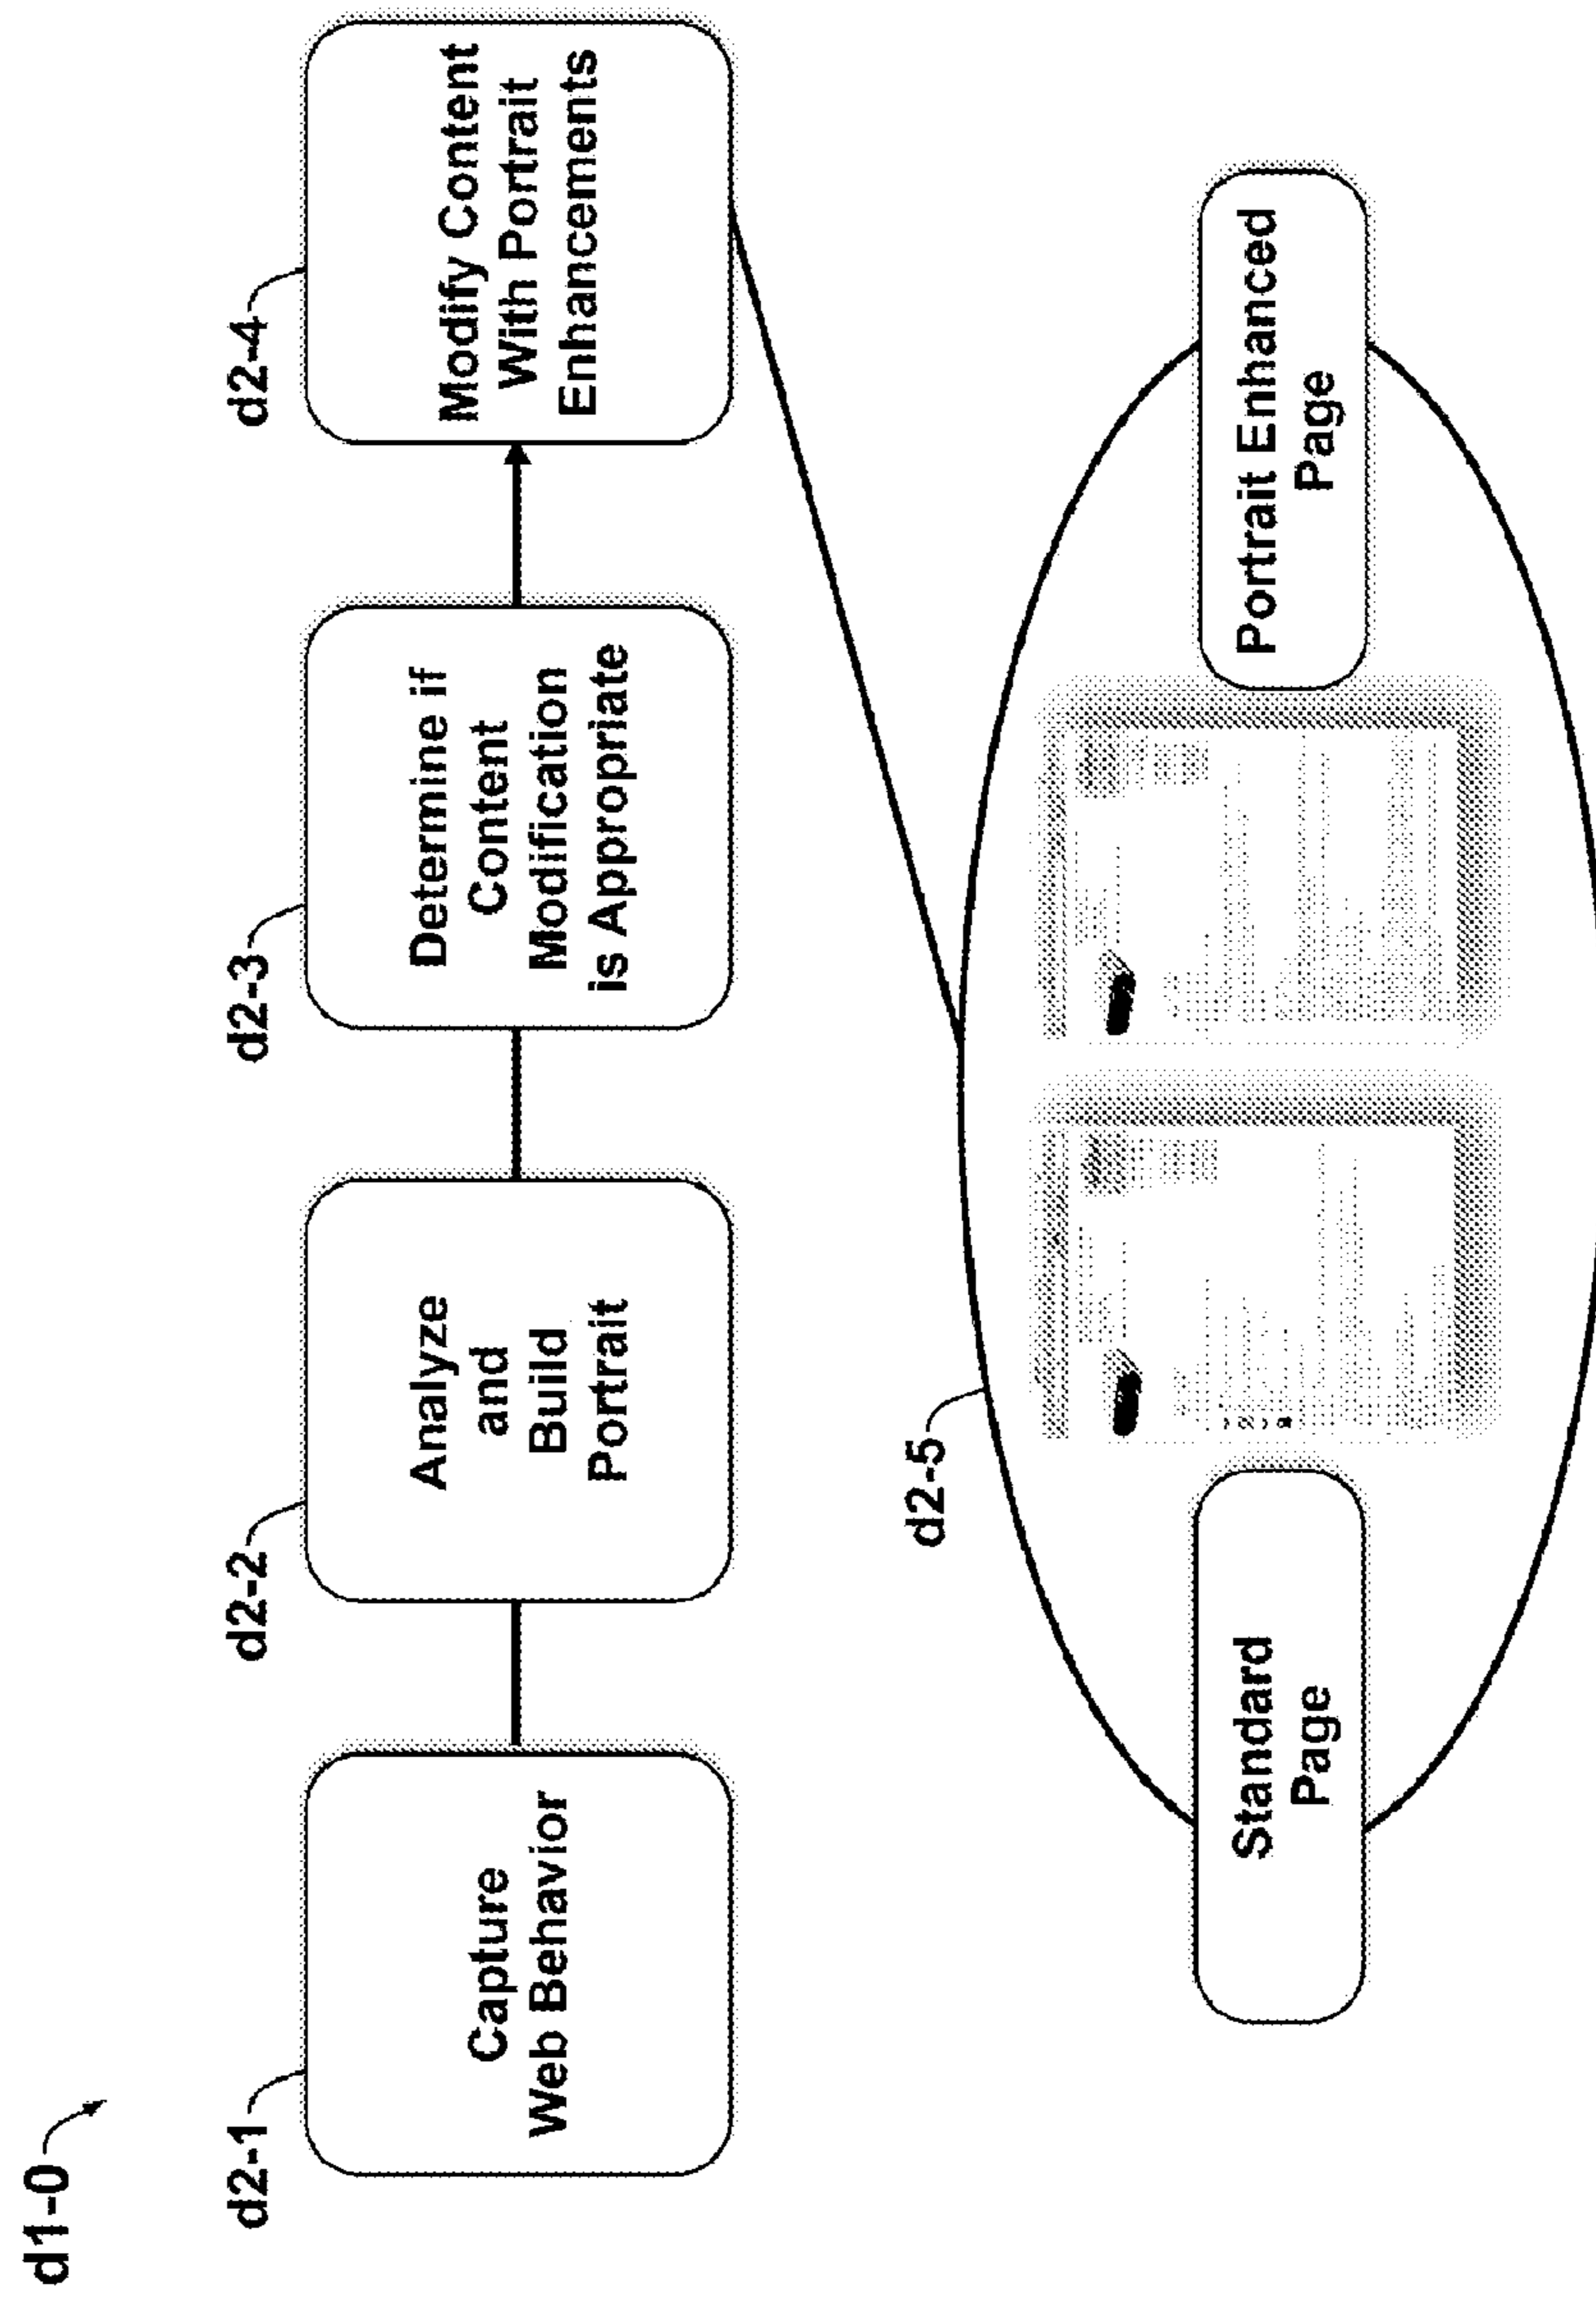 d1-0
d2-1
Capture
Web Behavior
d2-2
Analyze
and
Build
Portrait
d2-3
Determine if
Content
Modification
is Appropriate
d2-4
Modify Content
With Portrait
Enhancements
d2-5
Standard
Page
Portrait Enhanced
Page